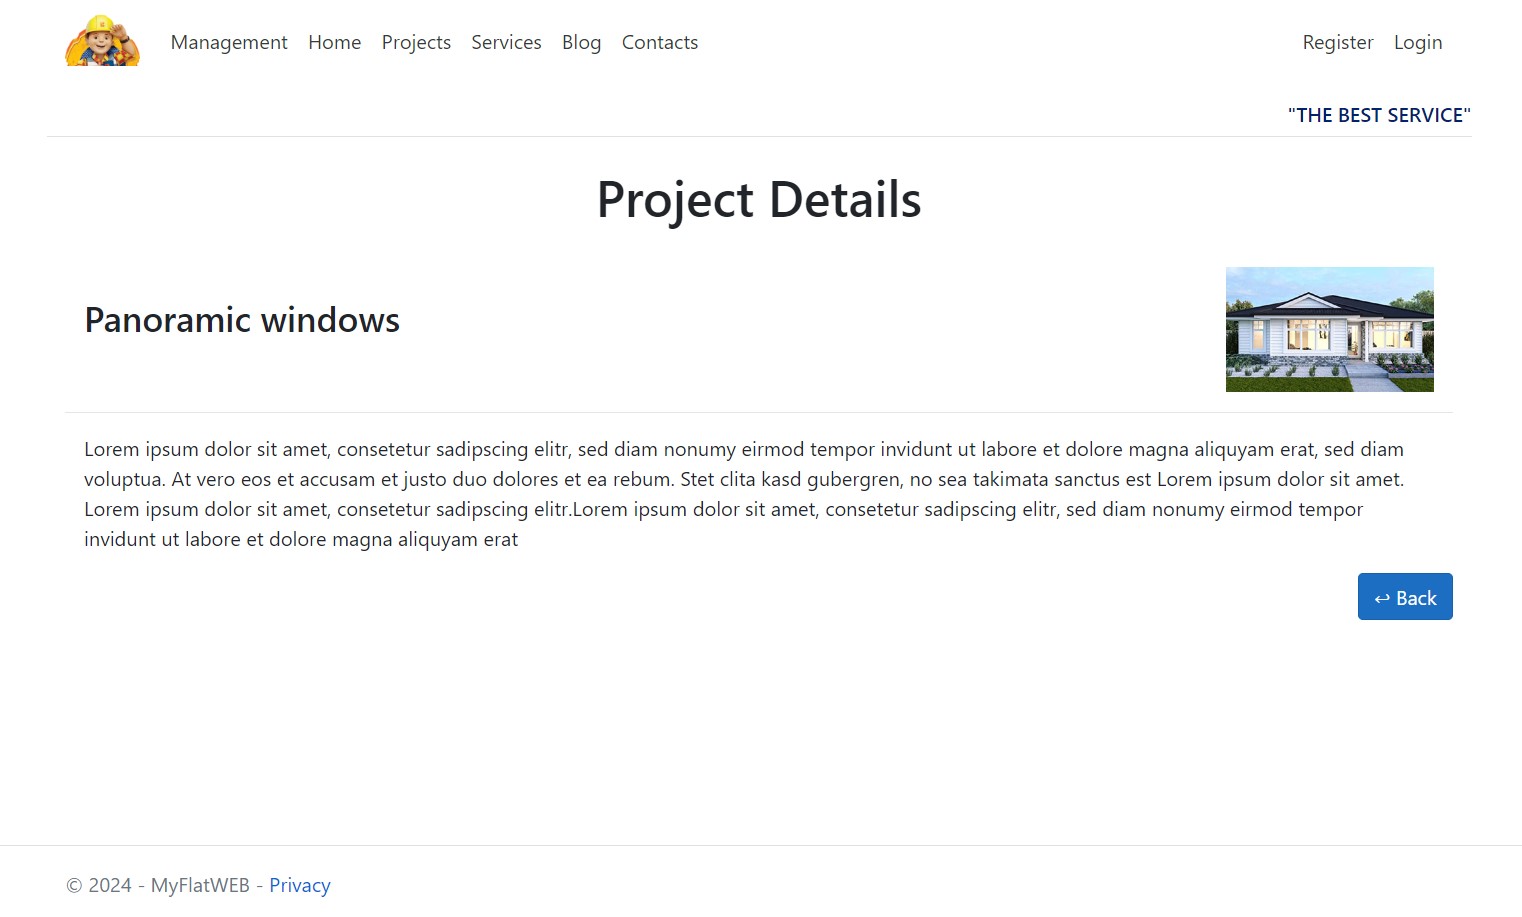 Management Home Projects Services Blog Contacts Register Login
"THE BEST SERVICE"
Project Details
Panoramic windows
Lorem ipsum dolor sit amet, consetetur sadipscing elitr, sed diam nonumy eirmod tempor invidunt ut labore et dolore magna aliquyam erat, sed diam
voluptua. At vero eos et accusam et justo duo dolores et ea rebum. Stet clita kasd gubergren, no sea takimata sanctus est Lorem ipsum dolor sit amet.
Lorem ipsum dolor sit amet, consetetur sadipscing elitr.Lorem ipsum dolor sit amet, consetetur sadipscing elitr, sed diam nonumy eirmod tempor
invidunt ut labore et dolore magna aliquyam erat
↩ Back
© 2024 - MyFlatWEB - Privacy